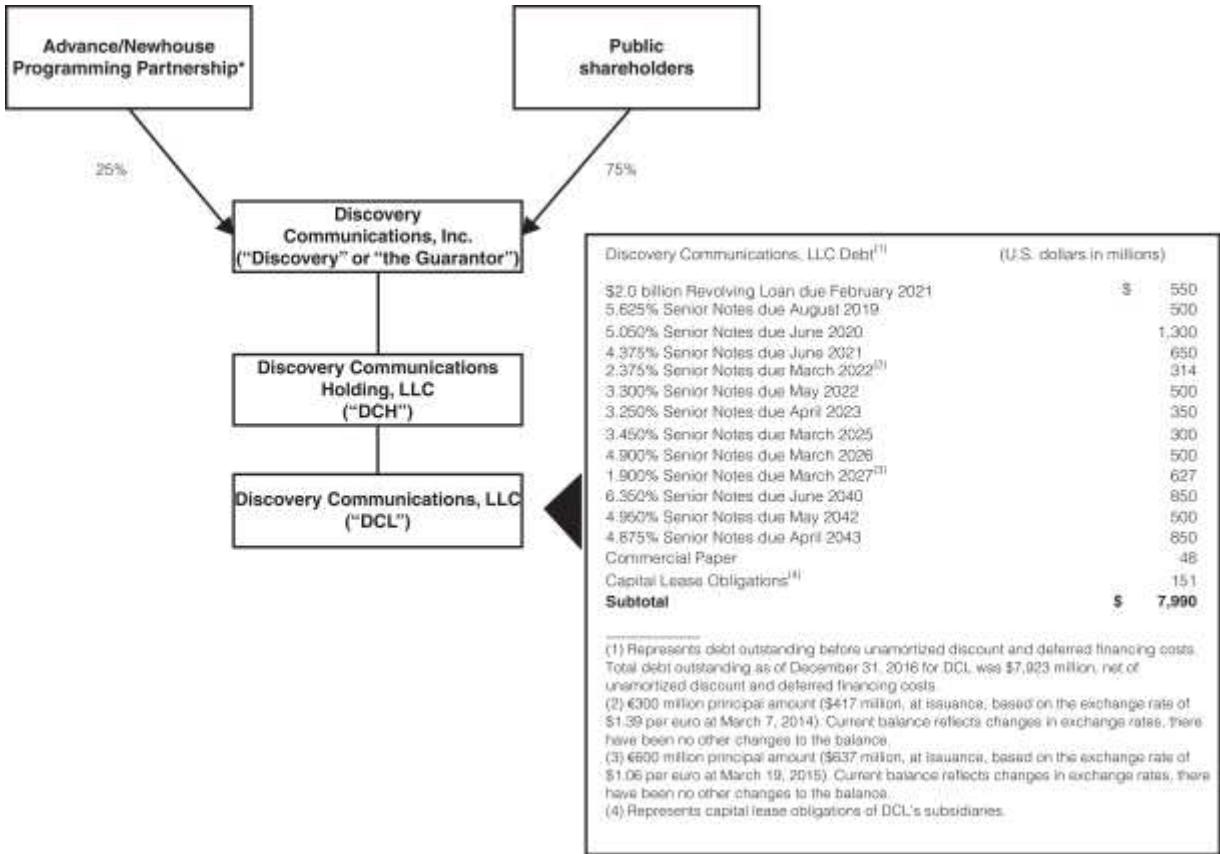 Advance/Newhouse
Programming Partnership*
Public
shareholders
25%
75%
Discovery
Communications, Inc.
(“Discovery” or “the Guarantor”)
Discovery Communications
Holding, LLC
(“DCH”)
Discovery Communications, LLC
(“DCL”)
Discovery Communications, LLC Debt(1) (U.S. dollars in millions)
$2.0 billion Revolving Loan due February 2021 $ 550
5.625% Senior Notes due August 2019 500
5.050% Senior Notes due June 2020 1,300
4.375% Senior Notes due June 2021 650
2.375% Senior Notes due March 2022(2) 314
3.300% Senior Notes due May 2022 500
3.250% Senior Notes due April 2023 350
3.450% Senior Notes due March 2025 300
4.900% Senior Notes due March 2026 500
1.900% Senior Notes due March 2027(3) 627
6.350% Senior Notes due June 2040 850
4.950% Senior Notes due May 2042 500
4.875% Senior Notes due April 2043 850
Commercial Paper 48
Capital Lease Obligations(4) 151
Subtotal $ 7,990
(1) Represents debt outstanding before unamortized discount and deferred financing costs.
Total debt outstanding as of December 31, 2016 for DCL was $7,923 million, net of
unamortized discount and deferred financing costs.
(2) €300 million principal amount ($417 million, at issuance, based on the exchange rate of
$1.39 per euro at March 7, 2014). Current balance reflects changes in exchange rates, there
have been no other changes to the balance.
(3) €600 million principal amount ($637 million, at issuance, based on the exchange rate of
$1.06 per euro at March 19, 2015). Current balance reflects changes in exchange rates, there
have been no other changes to the balance.
(4) Represents capital lease obligations of DCL's subsidiaries.